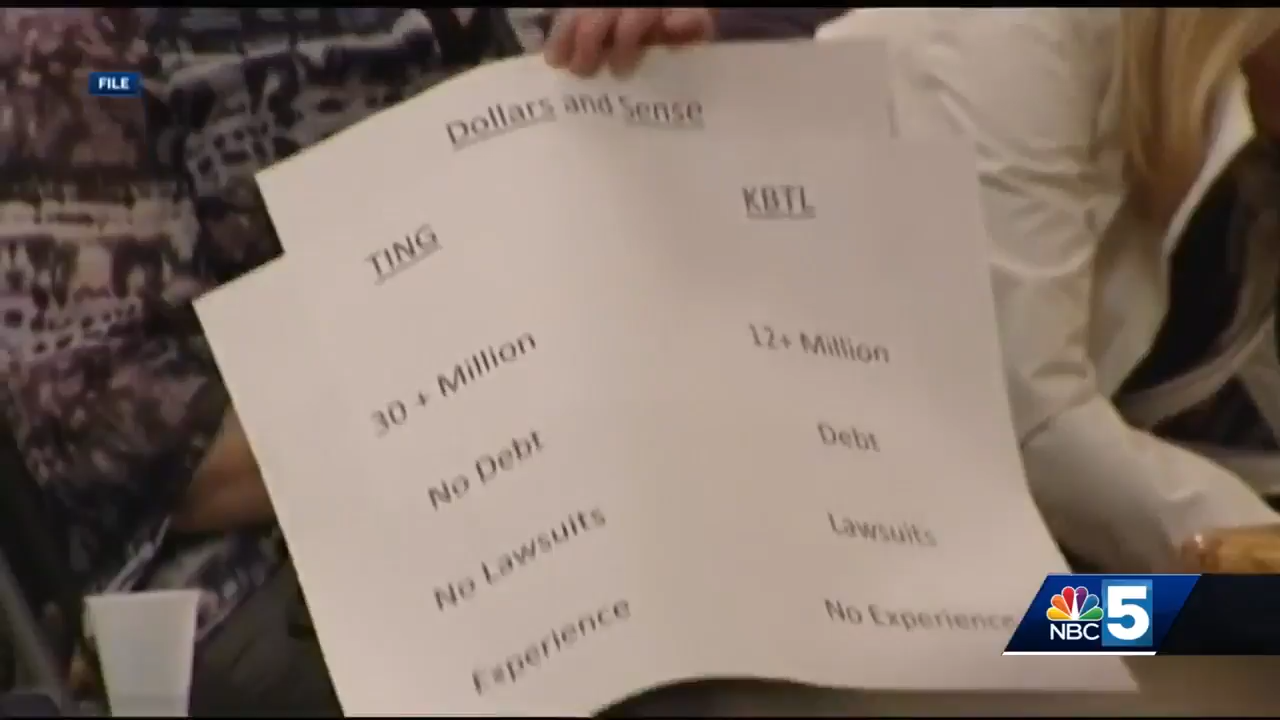 FILE
Dollars and Sense
TING
KBTL
30 + Million
12+ Million
No Debt
Debt
No Lawsuits
Lawsuits
Experience
No Experience
NBC 5